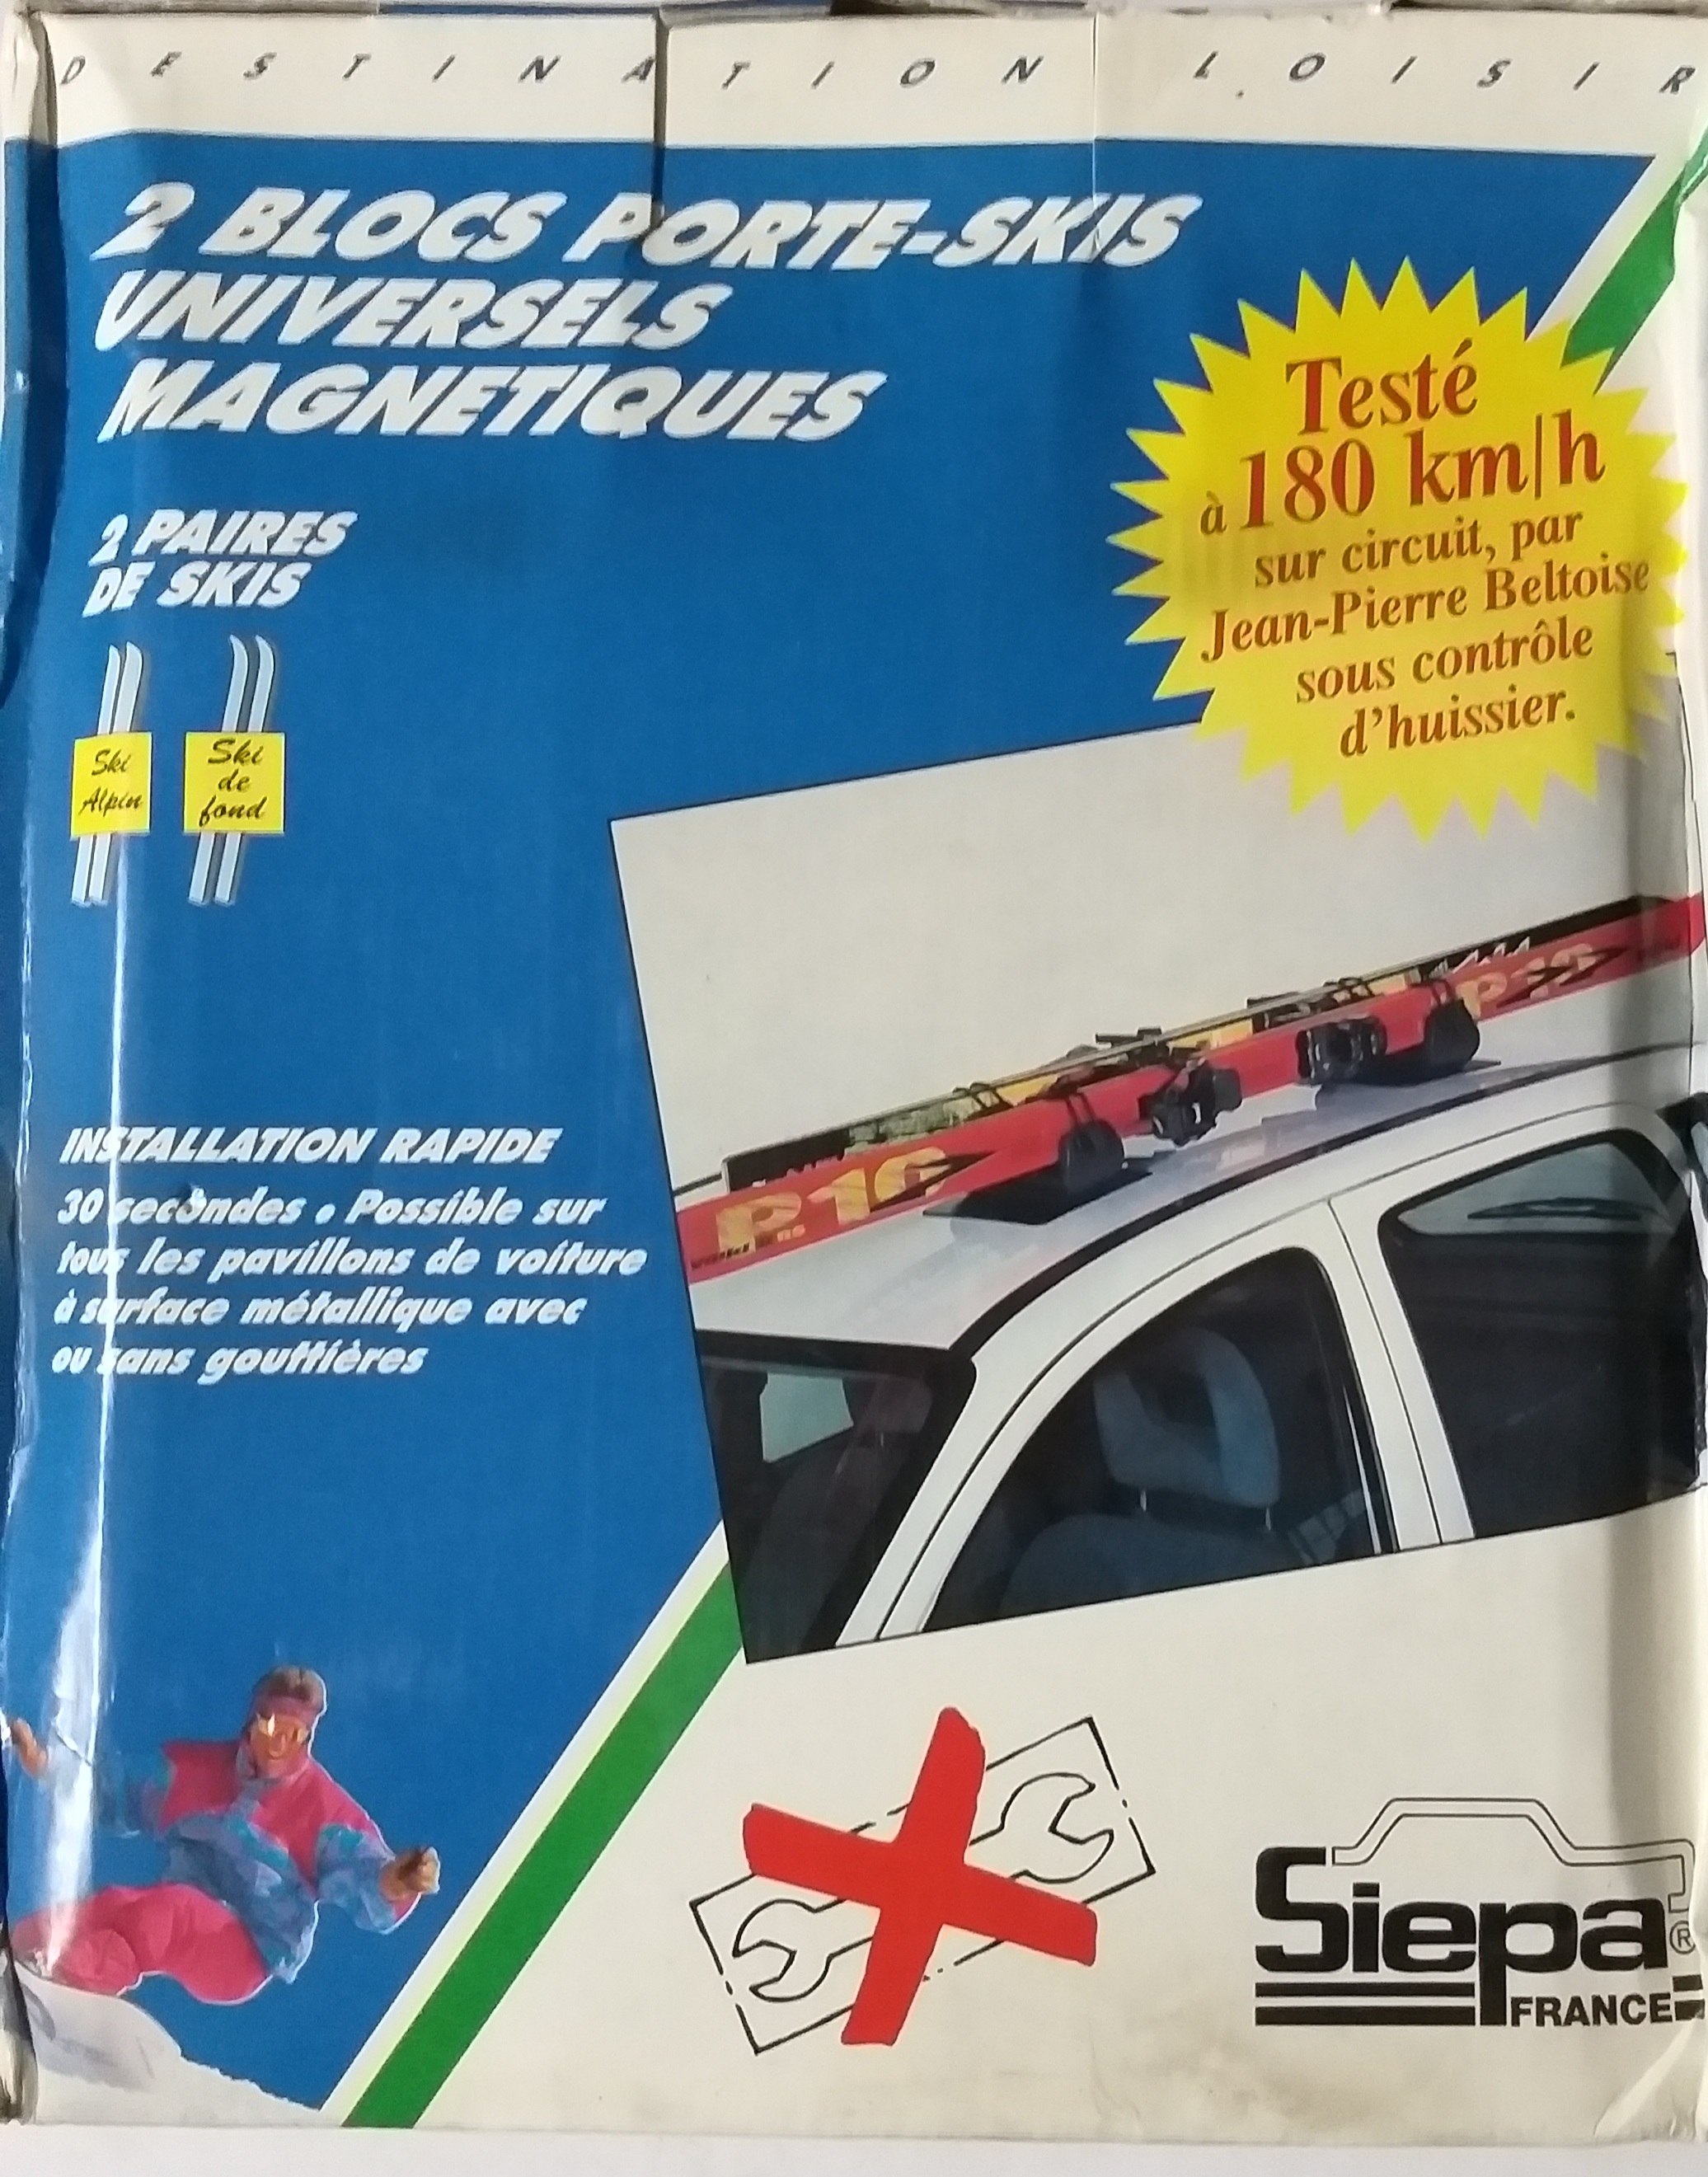 DESTINATION LOISIR
2 BLOCS PORTE-SKIS
UNIVERSELS
MAGNETIQUES
Testé
à 180 km/h
sur circuit, par
Jean-Pierre Beltoise
sous contrôle
d'huissier.
2 PAIRES
DE SKIS
Ski
Alpin
Ski
de
fond
P10
P10
INSTALLATION RAPIDE
30 secondes • Possible sur
tous les pavillons de voiture
à surface métallique avec
ou sans gouttières
Siepa®
FRANCE